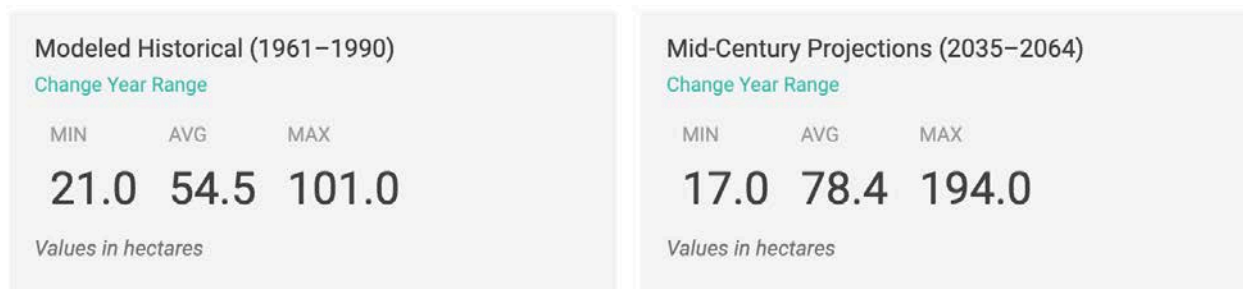 Modeled Historical (1961–1990)
Change Year Range
MIN AVG MAX
21.0 54.5 101.0
Values in hectares
Mid-Century Projections (2035–2064)
Change Year Range
MIN AVG MAX
17.0 78.4 194.0
Values in hectares